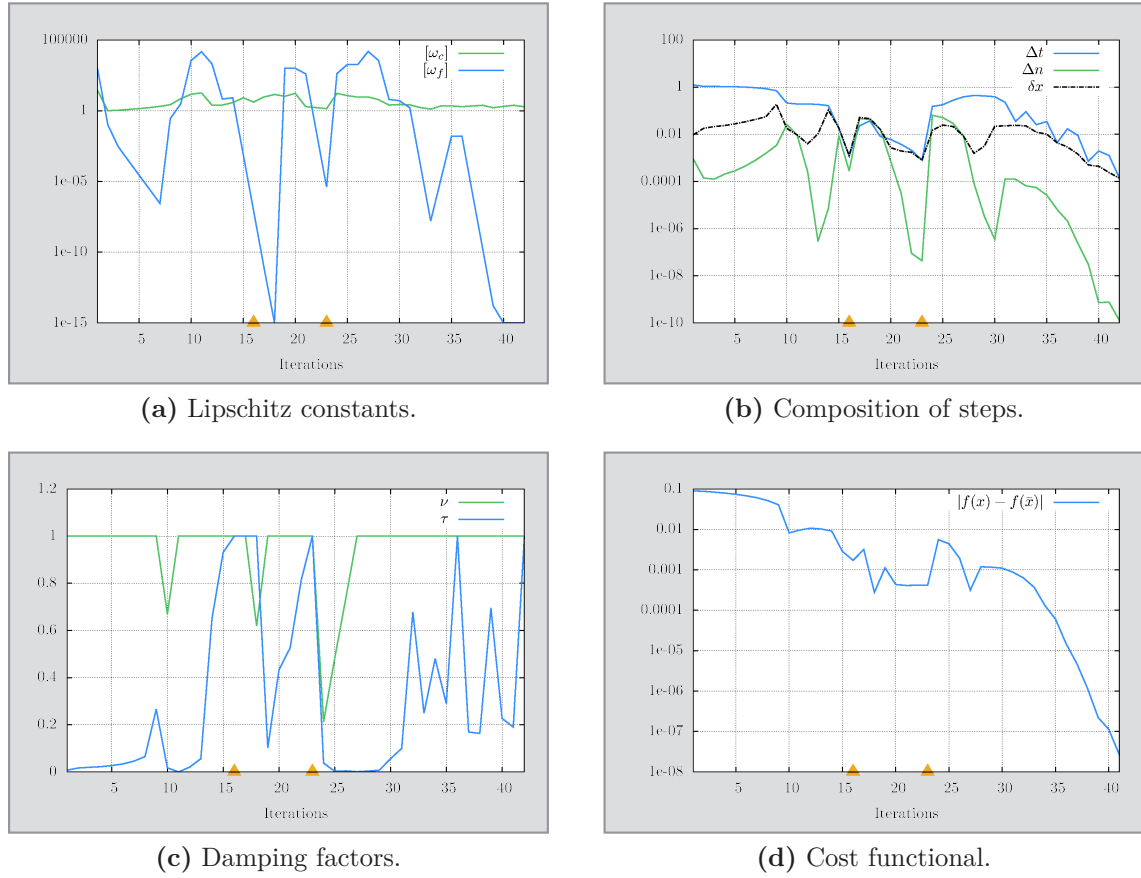 100000
1
1e-05
1e-10
1e-15
[ω_c]
[ω_f]
5 10 15 20 25 30 35 40
Iterations
(a) Lipschitz constants.
100
1
0.01
0.0001
1e-06
1e-08
1e-10
Δt
Δn
δx
5 10 15 20 25 30 35 40
Iterations
(b) Composition of steps.
1.2
1
0.8
0.6
0.4
0.2
0
ν
τ
5 10 15 20 25 30 35 40
Iterations
(c) Damping factors.
0.1
0.01
0.001
0.0001
1e-05
1e-06
1e-07
1e-08
|f(x) − f(x̄)|
5 10 15 20 25 30 35 40
Iterations
(d) Cost functional.